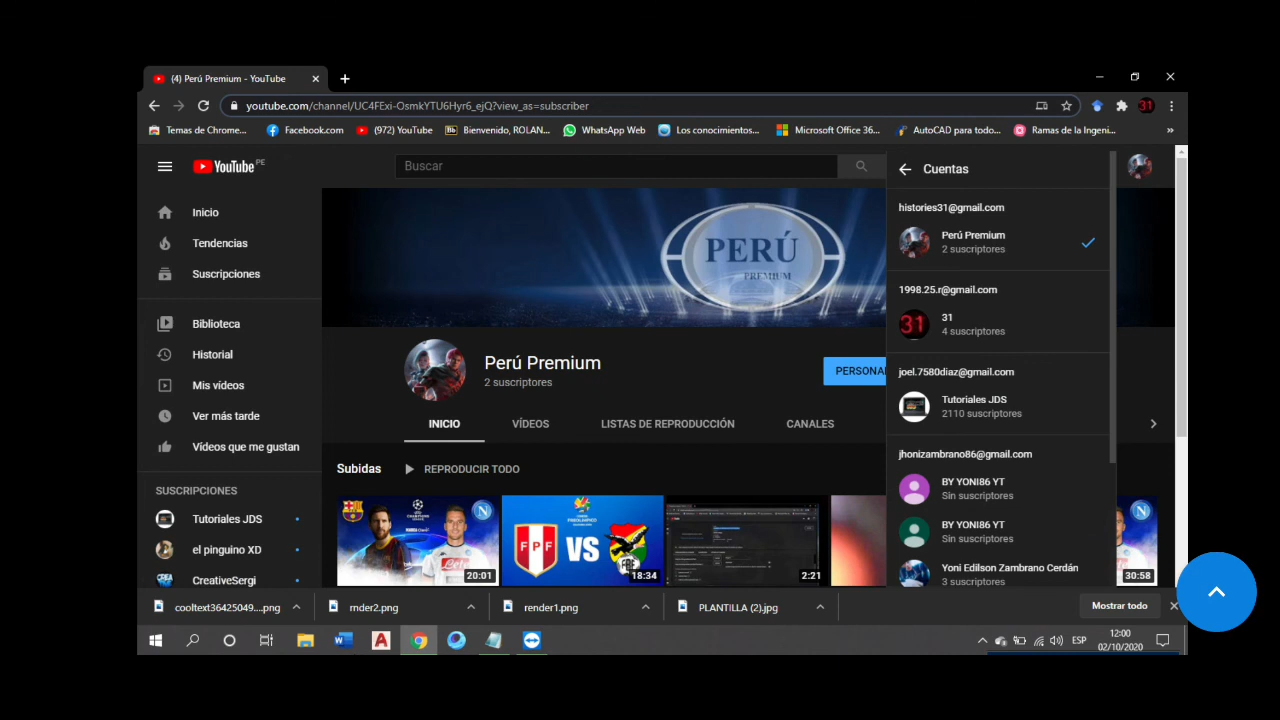 (4) Perú Premium - YouTube
youtube.com/channel/UC4FExi-OsmkYTU6Hyr6_ejQ?view_as=subscriber
31
Temas de Chrome...
Facebook.com
(972) YouTube
Bienvenido, ROLAN...
WhatsApp Web
Los conocimientos...
Microsoft Office 36...
AutoCAD para todo...
Ramas de la Ingeni...
»
YouTube PE
Buscar
Inicio
Tendencias
Suscripciones
Biblioteca
Historial
Mis vídeos
Ver más tarde
Vídeos que me gustan
SUSCRIPCIONES
Tutoriales JDS
el pinguino XD
CreativeSergi
PERÚ
PREMIUM
Perú Premium
2 suscriptores
PERSONA
INICIO
VÍDEOS
LISTAS DE REPRODUCCIÓN
CANALES
Subidas
REPRODUCIR TODO
20:01
FPF
VS
FBF
18:34
2:21
30:58
Cuentas
histories31@gmail.com
Perú Premium
2 suscriptores
1998.25.r@gmail.com
31
31
4 suscriptores
joel.7580diaz@gmail.com
Tutoriales JDS
2110 suscriptores
jhonizambrano86@gmail.com
BY YONI86 YT
Sin suscriptores
BY YONI86 YT
Sin suscriptores
Yoni Edilson Zambrano Cerdán
3 suscriptores
cooltext36425049....png
rnder2.png
render1.png
PLANTILLA (2).jpg
Mostrar todo
ESP
12:00
02/10/2020